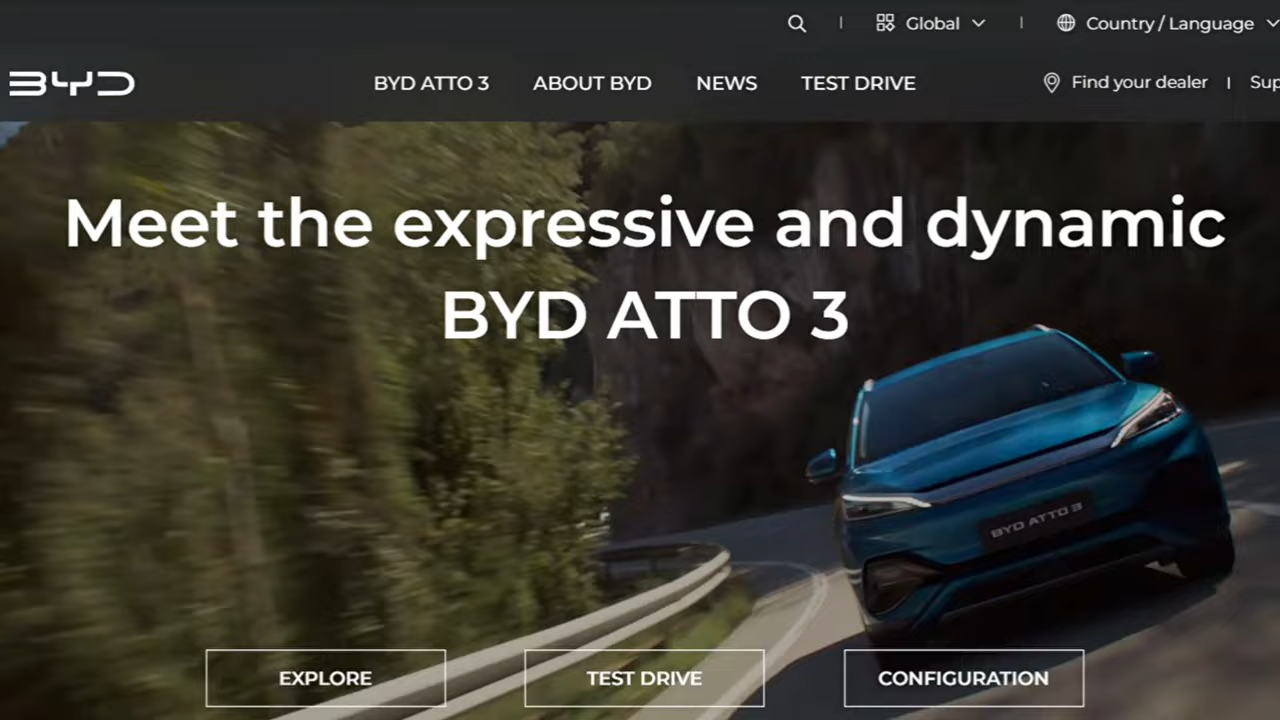 Global
Country / Language
BYD
BYD ATTO 3
ABOUT BYD
NEWS
TEST DRIVE
Find your dealer
Sup
Meet the expressive and dynamic
BYD ATTO 3
BYD ATTO 3
EXPLORE
TEST DRIVE
CONFIGURATION